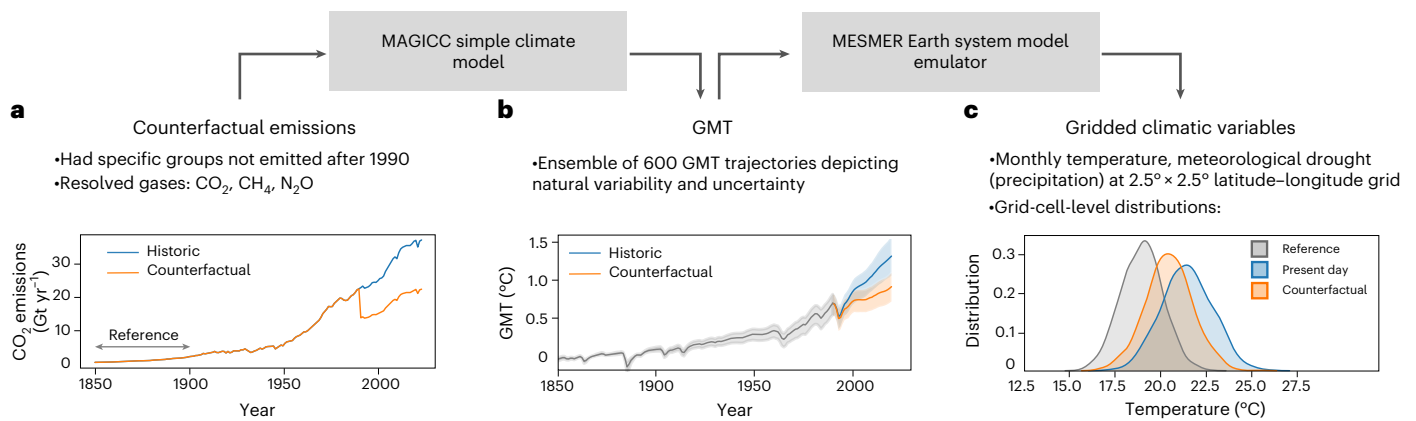 MAGICC simple climate
model
MESMER Earth system model
emulator
a
Counterfactual emissions
•Had specific groups not emitted after 1990
•Resolved gases: CO₂, CH₄, N₂O
CO₂ emissions
(Gt yr⁻¹)
30
20
10
0
Historic
Counterfactual
Reference
1850
1900
1950
2000
Year
b
GMT
•Ensemble of 600 GMT trajectories depicting
natural variability and uncertainty
GMT (°C)
1.5
1.0
0.5
0
Historic
Counterfactual
1850
1900
1950
2000
Year
c
Gridded climatic variables
•Monthly temperature, meteorological drought
(precipitation) at 2.5° × 2.5° latitude–longitude grid
•Grid-cell-level distributions:
Distribution
0.3
0.2
0.1
0
Reference
Present day
Counterfactual
12.5
15.0
17.5
20.0
22.5
25.0
27.5
Temperature (°C)